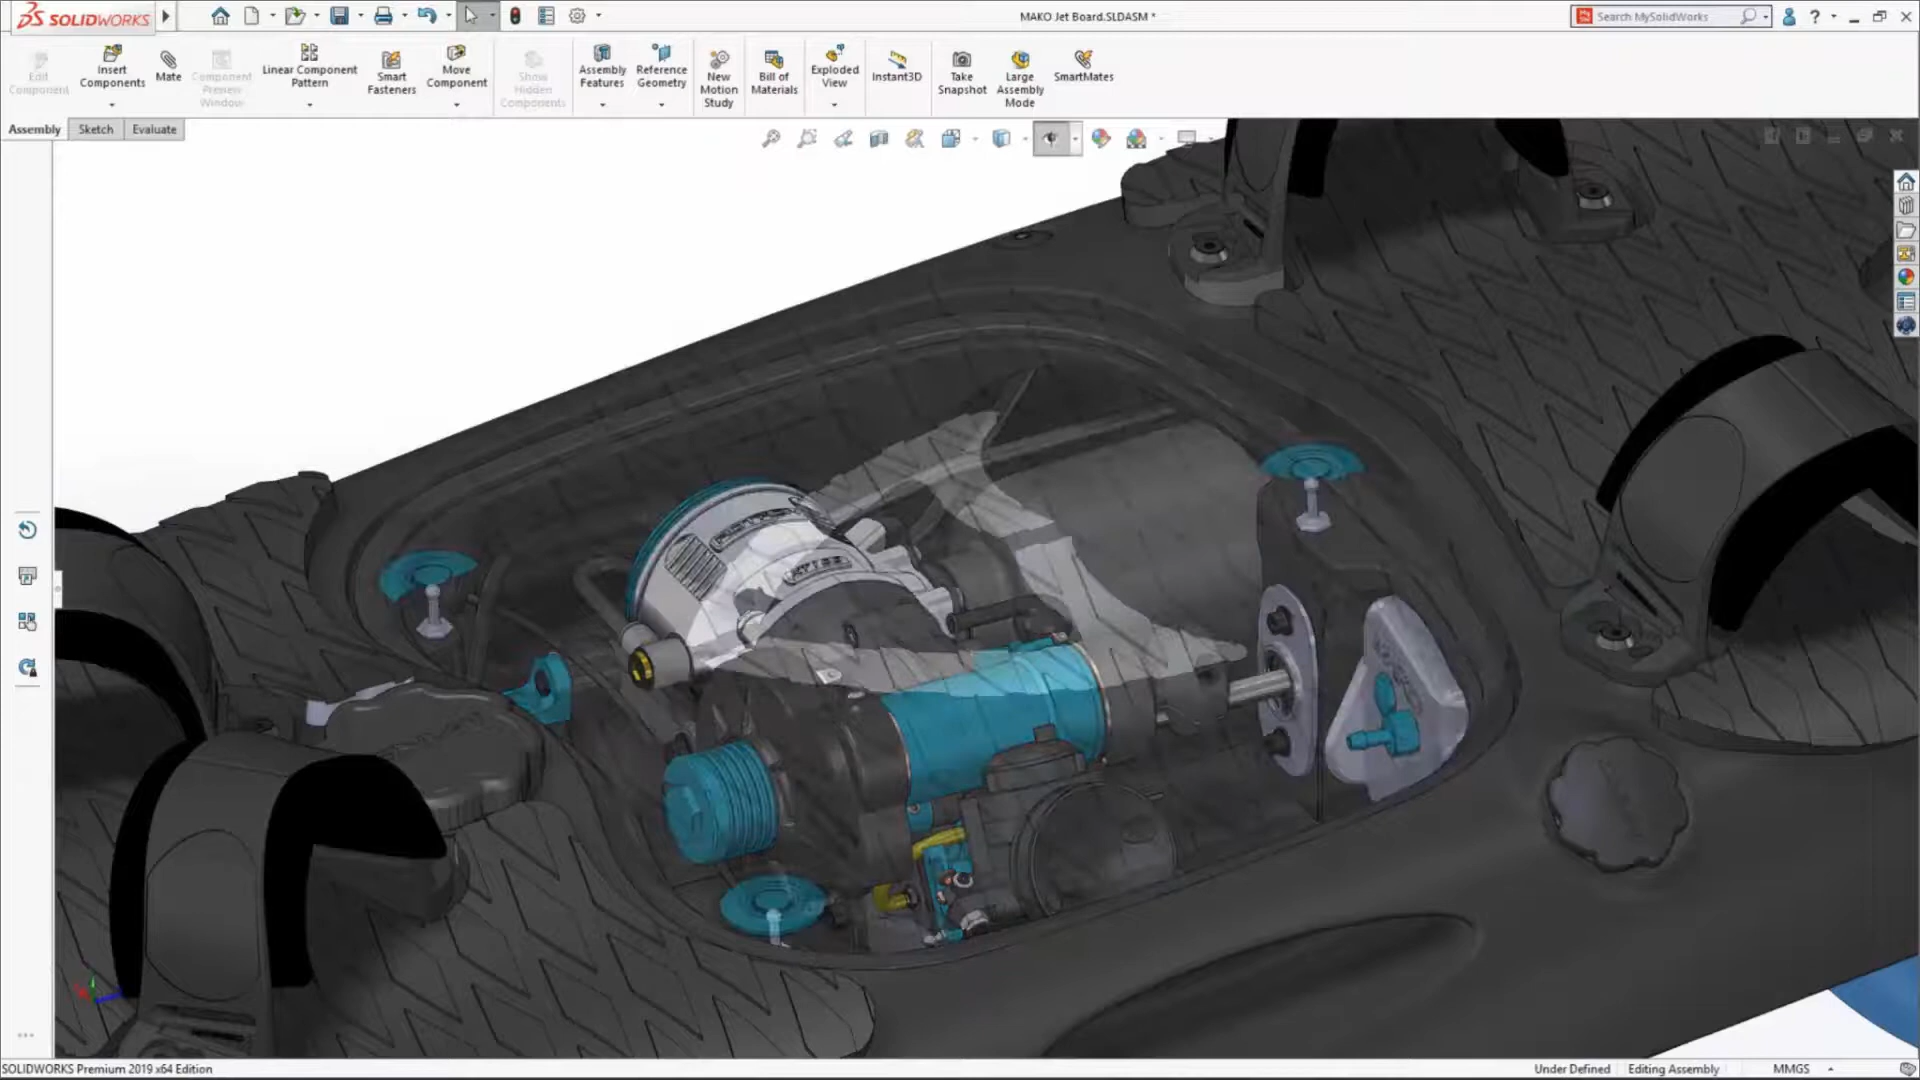 SOLIDWORKS
MAKO Jet Board.SLDASM *
Search MySolidWorks
?
Edit
Component
Insert
Components
Mate
Component
Preview
Window
Linear Component
Pattern
Smart
Fasteners
Move
Component
Show
Hidden
Components
Assembly
Features
Reference
Geometry
New
Motion
Study
Bill of
Materials
Exploded
View
Instant3D
Take
Snapshot
Large
Assembly
Mode
SmartMates
Assembly
Sketch
Evaluate
SOLIDWORKS Premium 2019 x64 Edition
Under Defined
Editing Assembly
MMGS